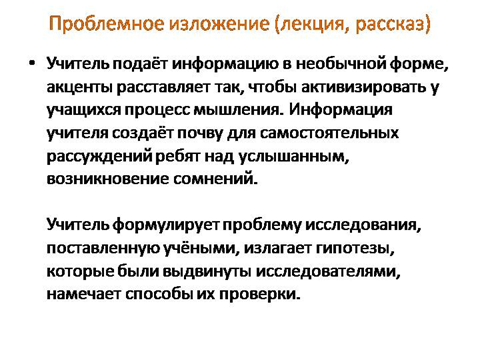 Проблемное изложение (лекция, рассказ)
• Учитель подаёт информацию в необычной форме,
акценты расставляет так, чтобы активизировать у
учащихся процесс мышления. Информация
учителя создаёт почву для самостоятельных
рассуждений ребят над услышанным,
возникновение сомнений.
Учитель формулирует проблему исследования,
поставленную учёными, излагает гипотезы,
которые были выдвинуты исследователями,
намечает способы их проверки.